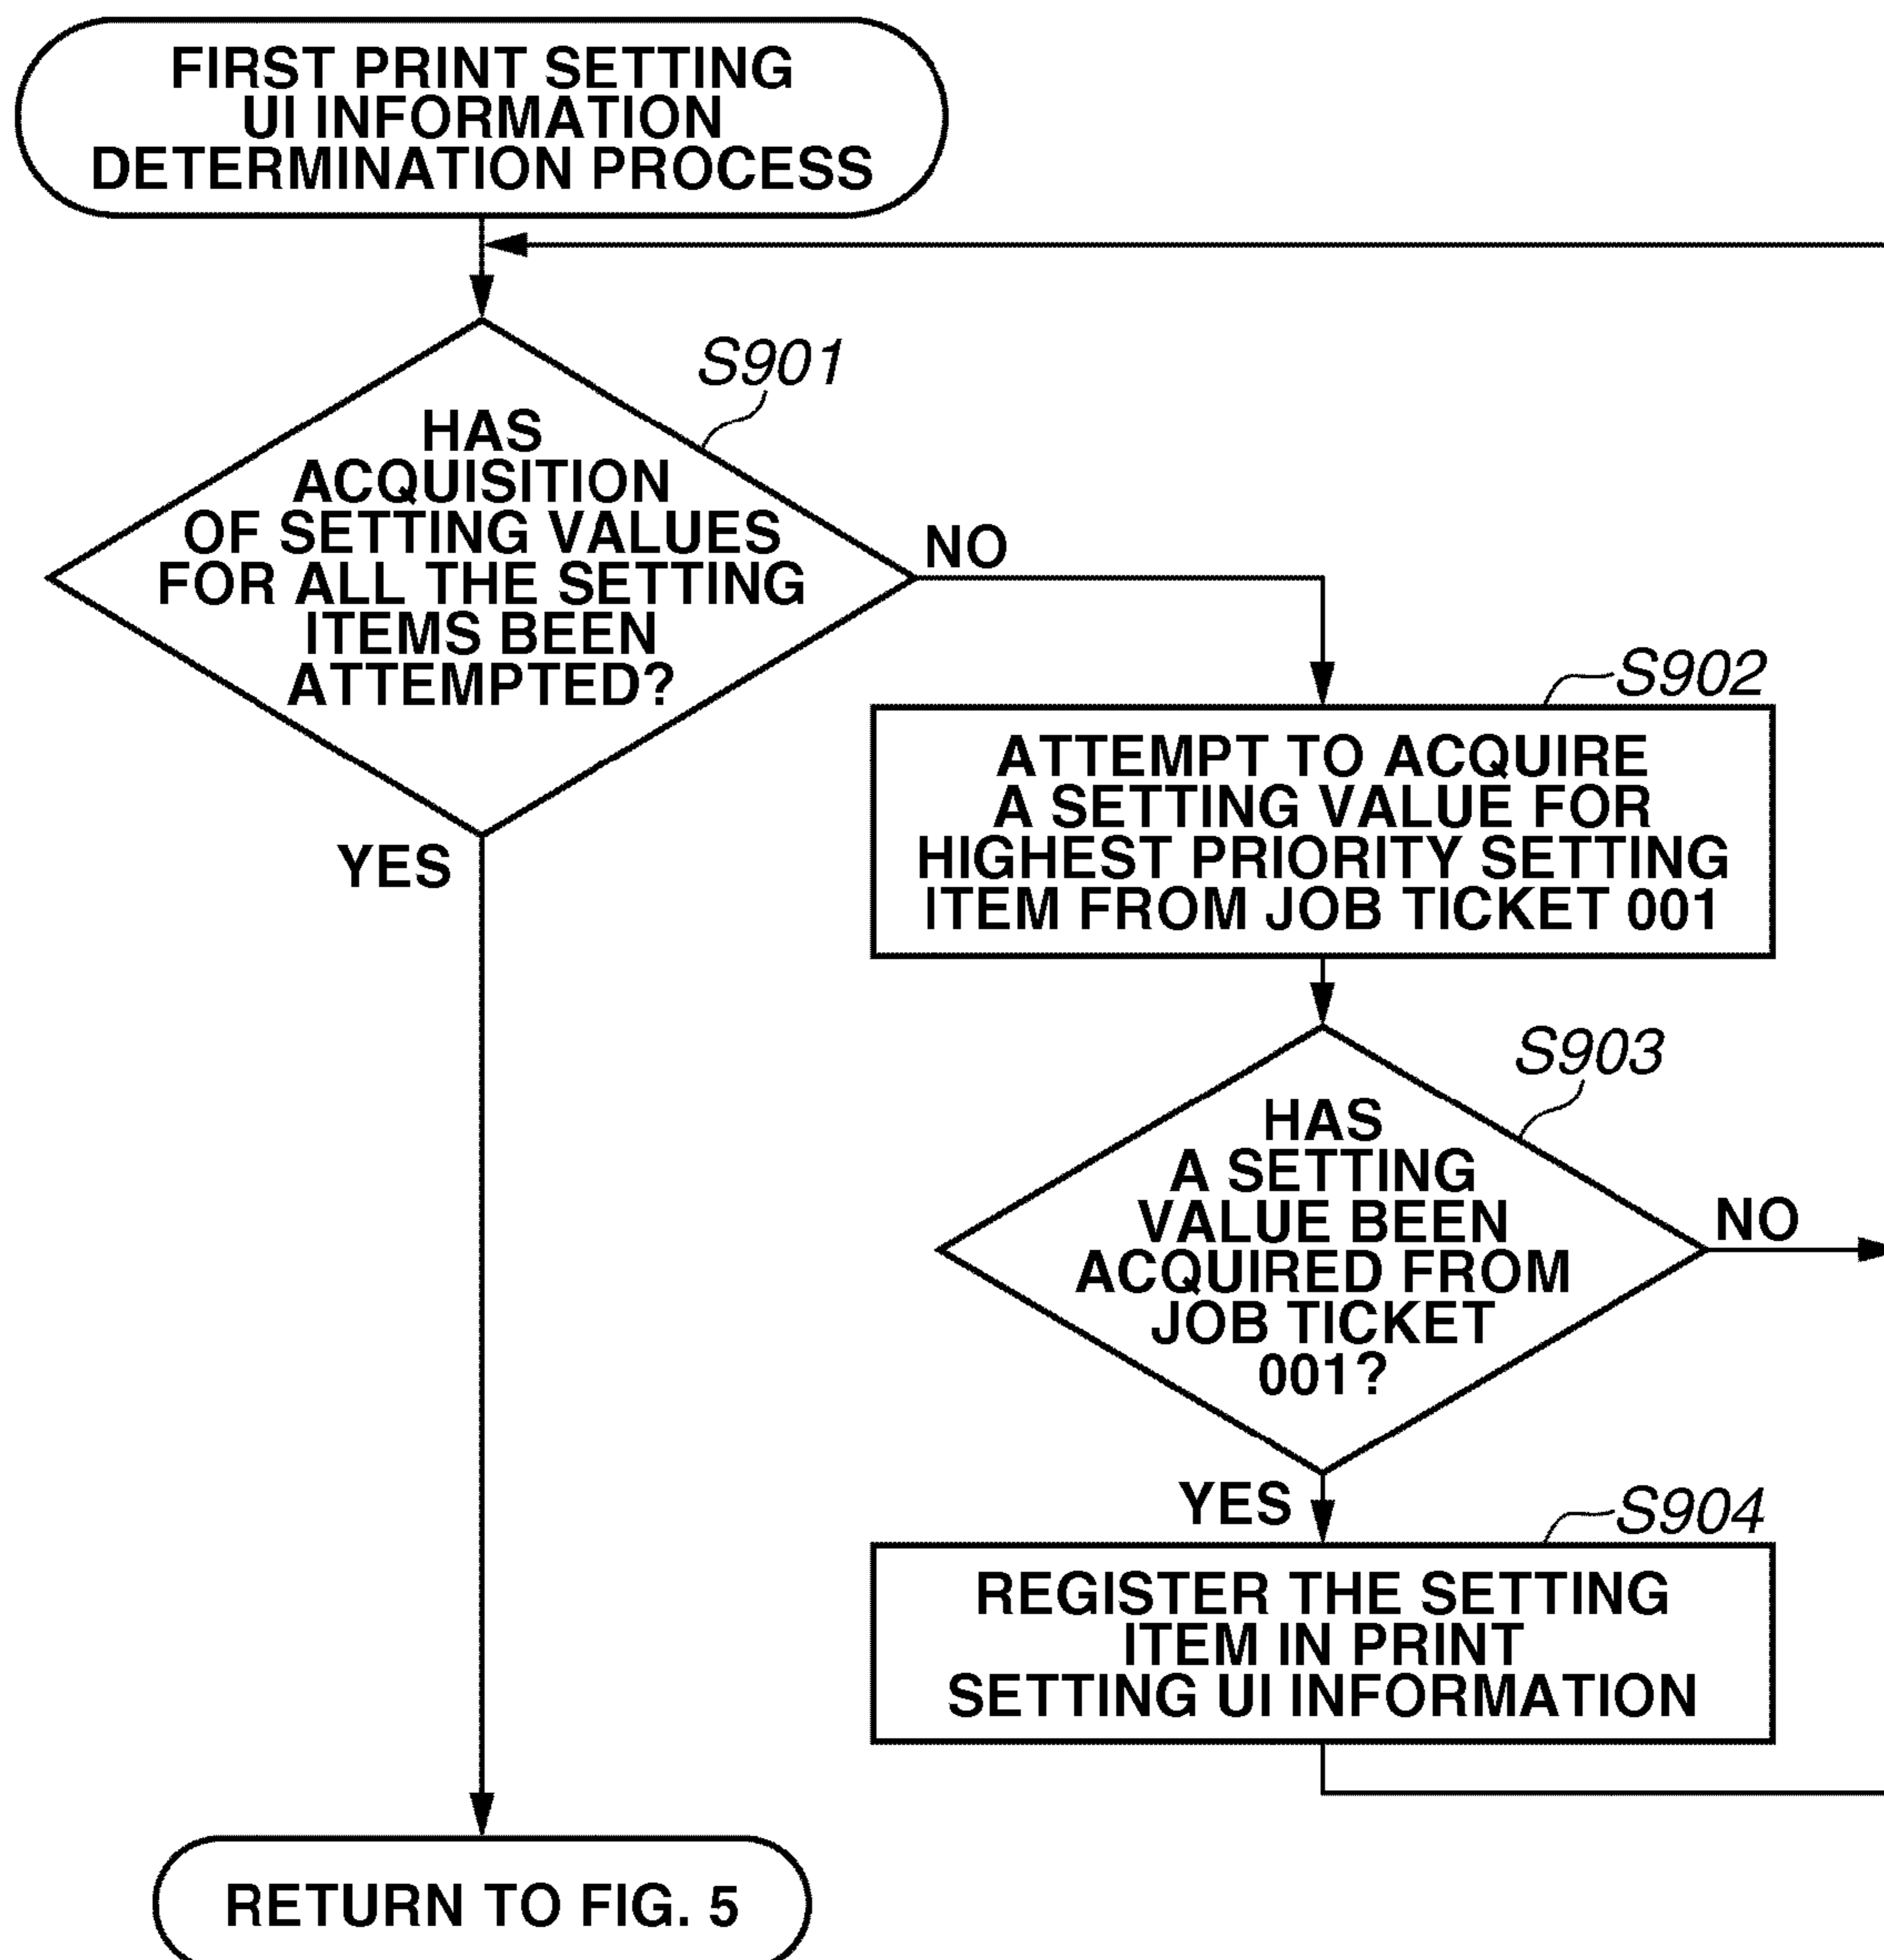 FIRST PRINT SETTING
UI INFORMATION
DETERMINATION PROCESS
S901
HAS
ACQUISITION
OF SETTING VALUES
FOR ALL THE SETTING
ITEMS BEEN
ATTEMPTED?
NO
YES
S902
ATTEMPT TO ACQUIRE
A SETTING VALUE FOR
HIGHEST PRIORITY SETTING
ITEM FROM JOB TICKET 001
S903
HAS
A SETTING
VALUE BEEN
ACQUIRED FROM
JOB TICKET
001?
NO
YES
S904
REGISTER THE SETTING
ITEM IN PRINT
SETTING UI INFORMATION
RETURN TO FIG. 5